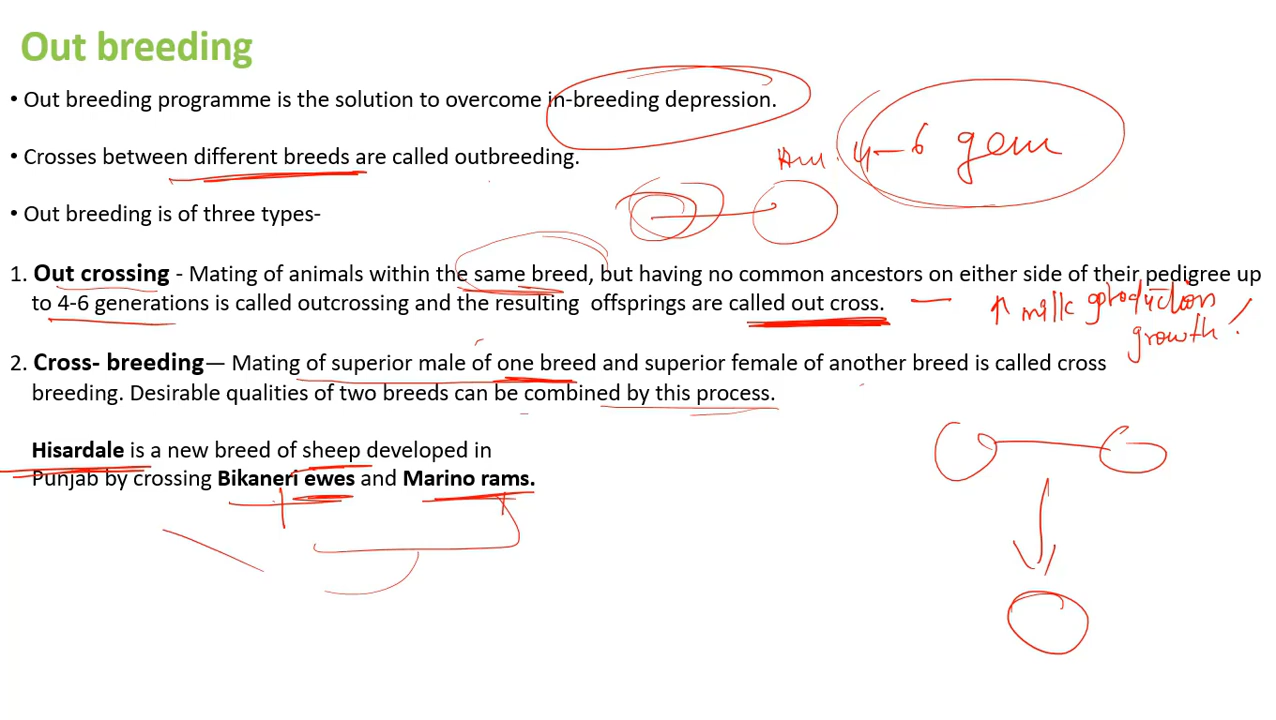 Out breeding
• Out breeding programme is the solution to overcome in-breeding depression.
4-6 gen
• Crosses between different breeds are called outbreeding.
• Out breeding is of three types-
1. Out crossing - Mating of animals within the same breed, but having no common ancestors on either side of their pedigree up
to 4-6 generations is called outcrossing and the resulting offsprings are called out cross.
↑ milk production
growth
2. Cross- breeding— Mating of superior male of one breed and superior female of another breed is called cross
breeding. Desirable qualities of two breeds can be combined by this process.
Hisardale is a new breed of sheep developed in
Punjab by crossing Bikaneri ewes and Marino rams.